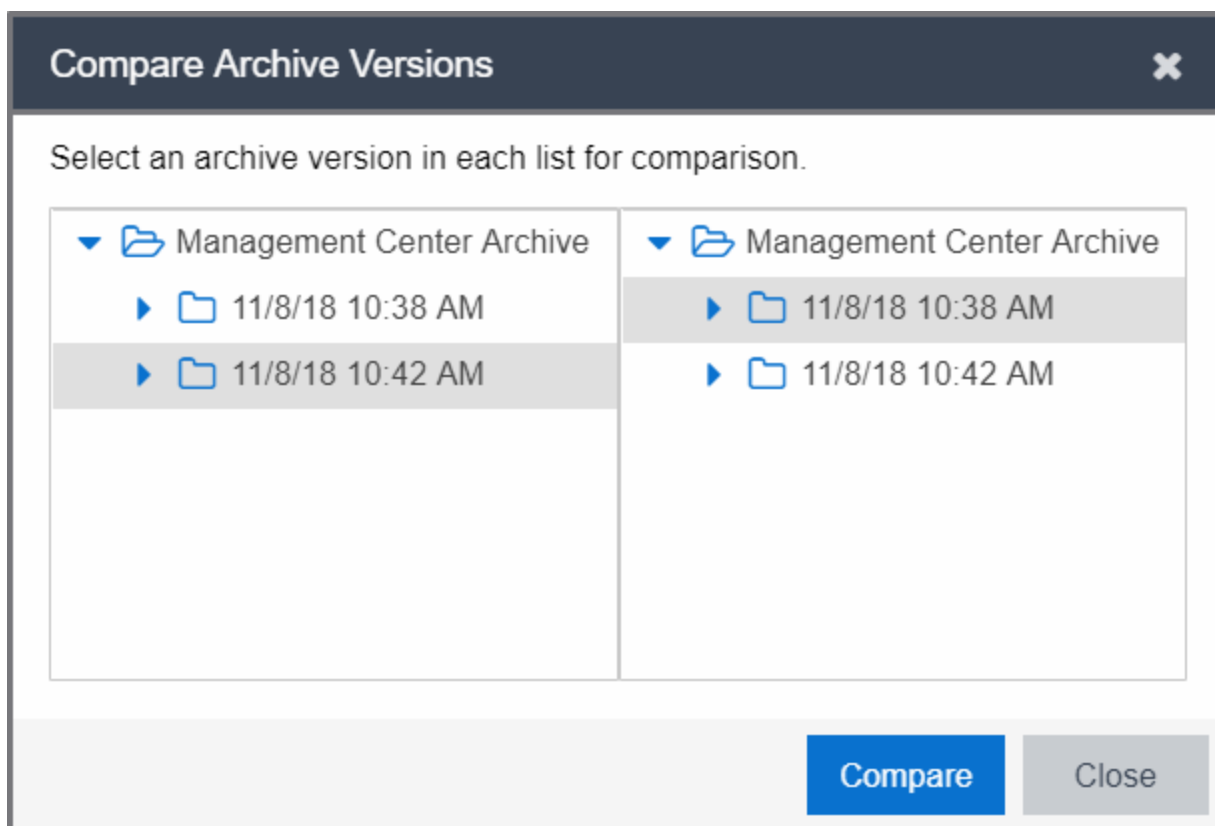 Compare Archive Versions
Select an archive version in each list for comparison.
Management Center Archive
11/8/18 10:38 AM
11/8/18 10:42 AM
Management Center Archive
11/8/18 10:38 AM
11/8/18 10:42 AM
Compare
Close